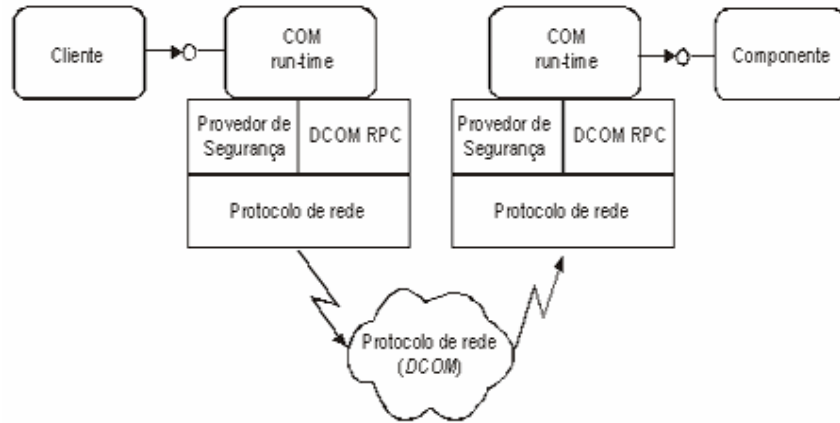 Cliente
COM
run-time
COM
run-time
Componente
Provedor de
Segurança
DCOM RPC
Provedor de
Segurança
DCOM RPC
Protocolo de rede
Protocolo de rede
Protocolo de rede
(DCOM)